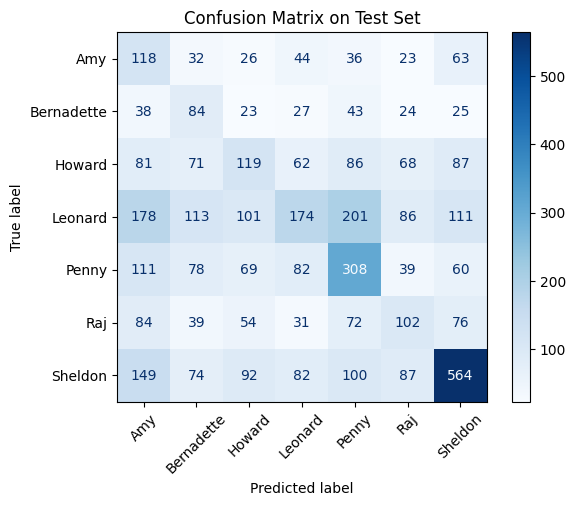 Confusion Matrix on Test Set
True label
Amy 118 32 26 44 36 23 63
Bernadette 38 84 23 27 43 24 25
Howard 81 71 119 62 86 68 87
Leonard 178 113 101 174 201 86 111
Penny 111 78 69 82 308 39 60
Raj 84 39 54 31 72 102 76
Sheldon 149 74 92 82 100 87 564
Amy Bernadette Howard Leonard Penny Raj Sheldon
Predicted label
500
400
300
200
100